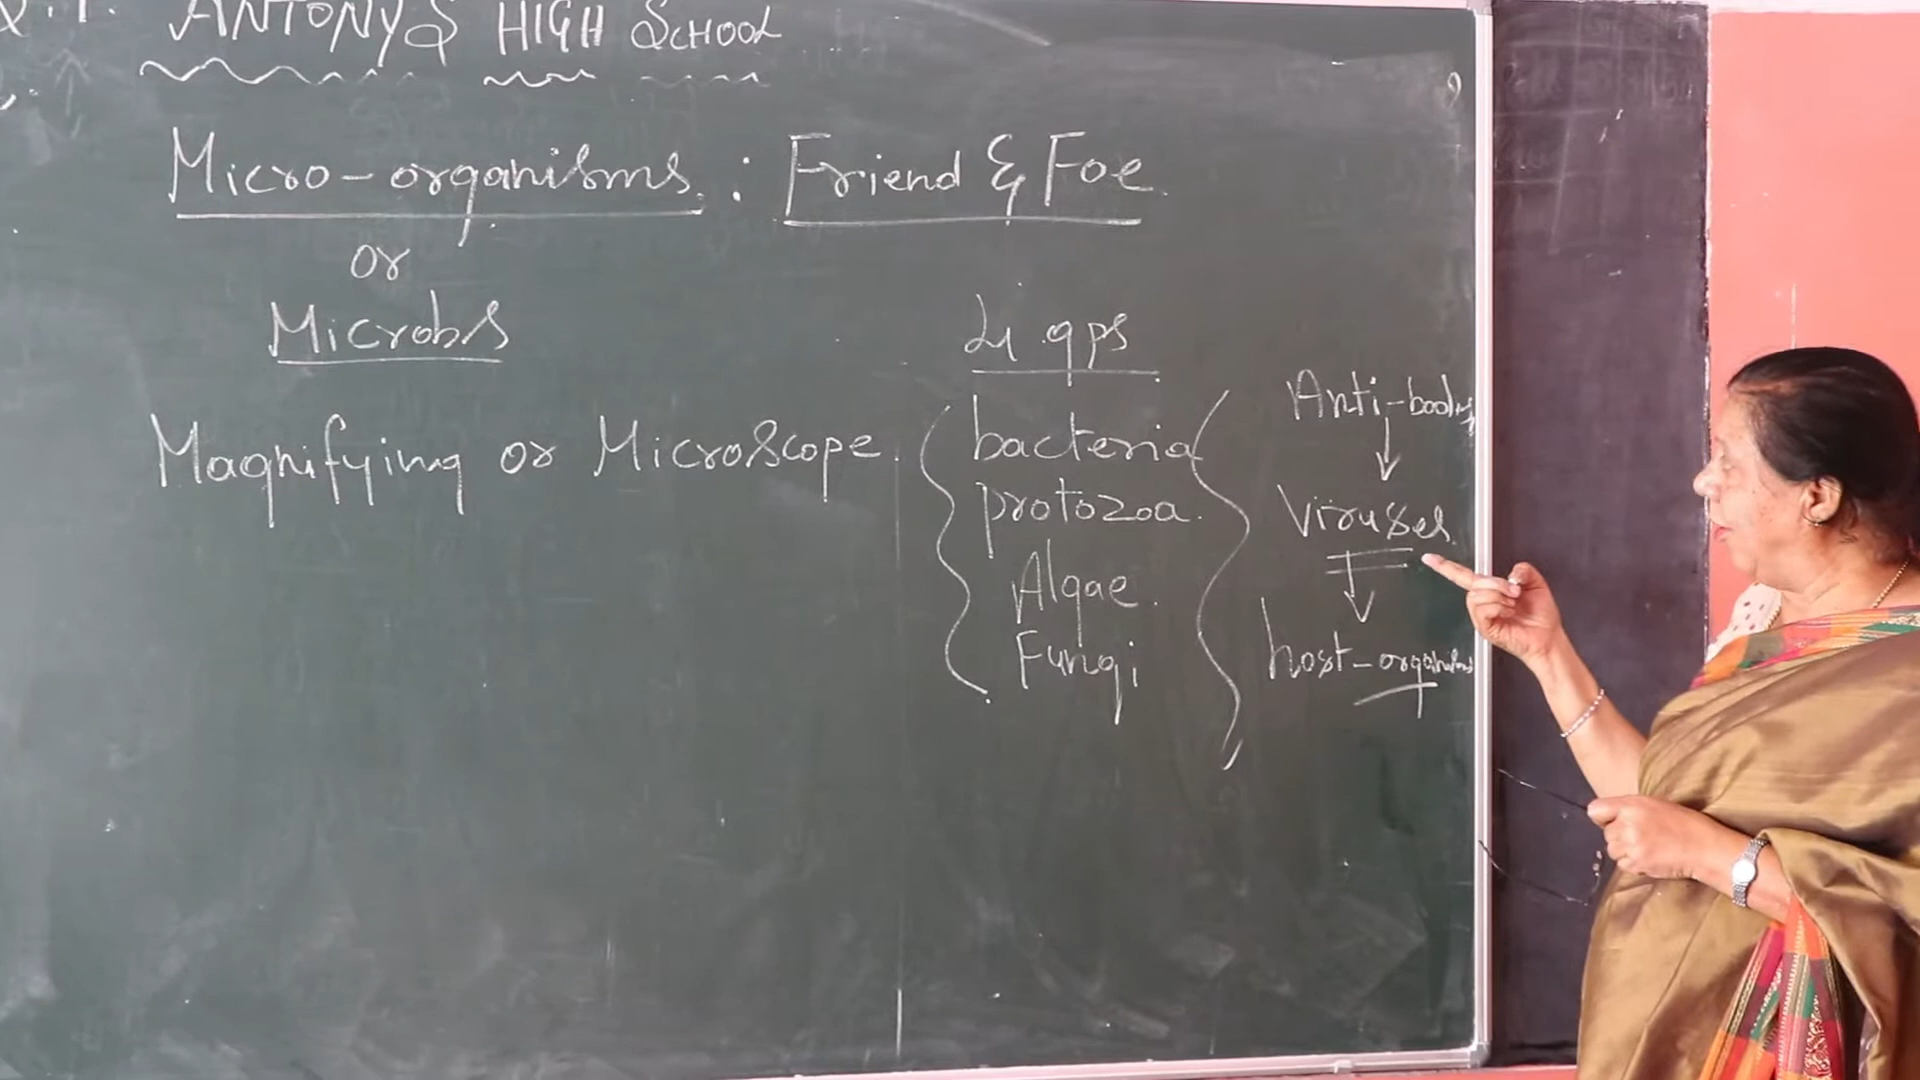 ANTONY'S HIGH SCHOOL
Micro-organisms : Friend & Foe
or
Microbs
4 gps
Magnifying or Microscope.
bacteria
protozoa.
Algae.
Fungi
Anti-bodies
Viruses
host-organisms